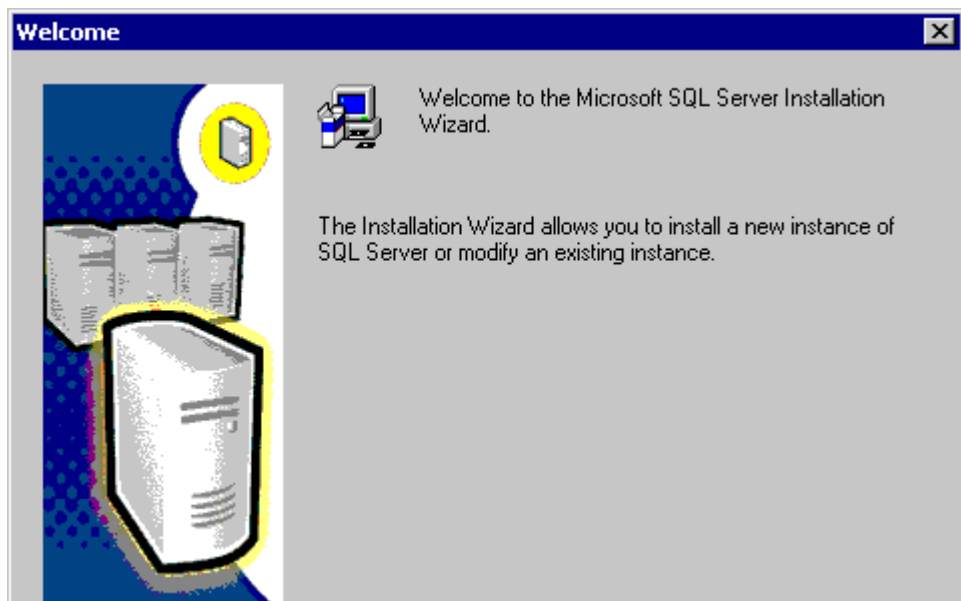 Welcome
Welcome to the Microsoft SQL Server Installation
Wizard.
The Installation Wizard allows you to install a new instance of
SQL Server or modify an existing instance.